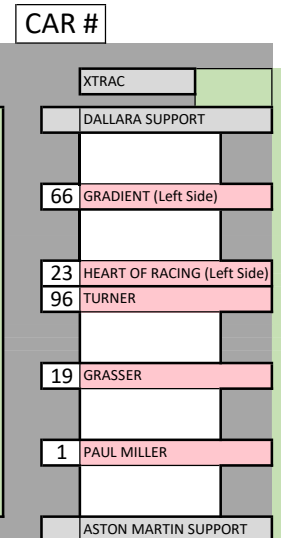 CAR #
XTRAC
DALLARA SUPPORT
66 GRADIENT (Left Side)
23 HEART OF RACING (Left Side)
96 TURNER
19 GRASSER
1 PAUL MILLER
ASTON MARTIN SUPPORT